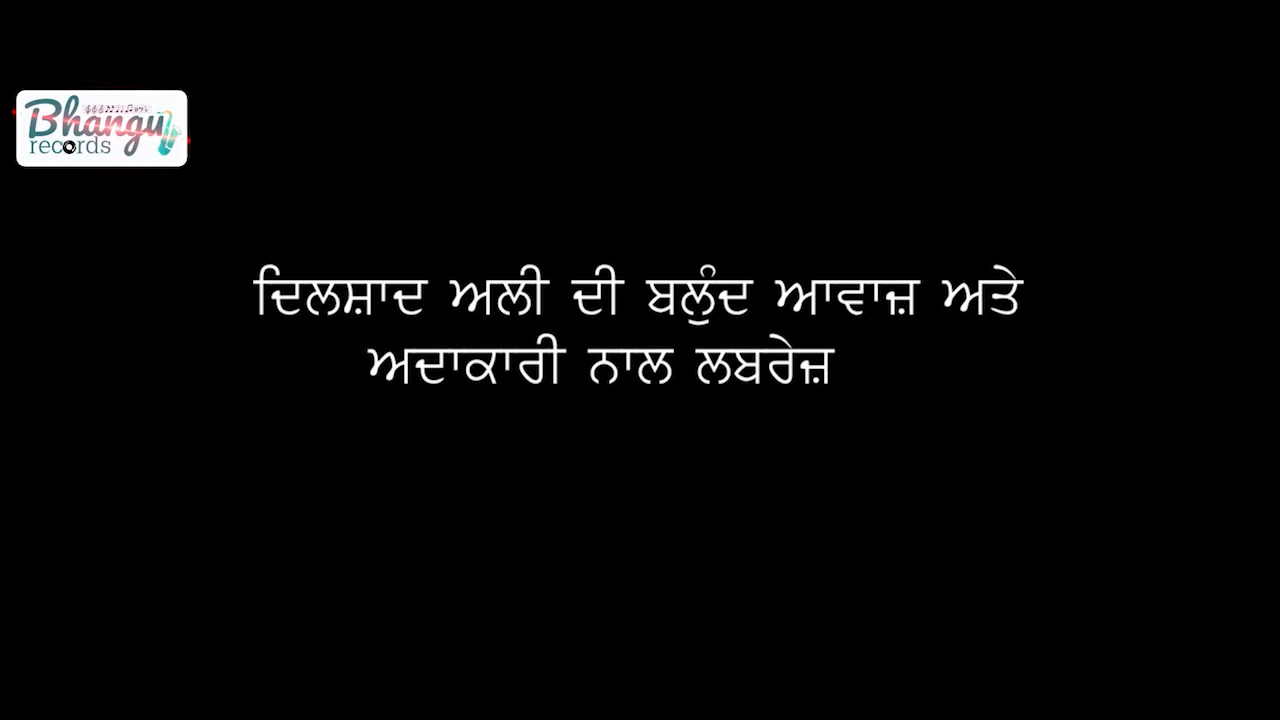 Bhangu
records
ਦਿਲਸ਼ਾਦ ਅਲੀ ਦੀ ਬਲੁੰਦ ਆਵਾਜ਼ ਅਤੇ
ਅਦਾਕਾਰੀ ਨਾਲ ਲਬਰੇਜ਼